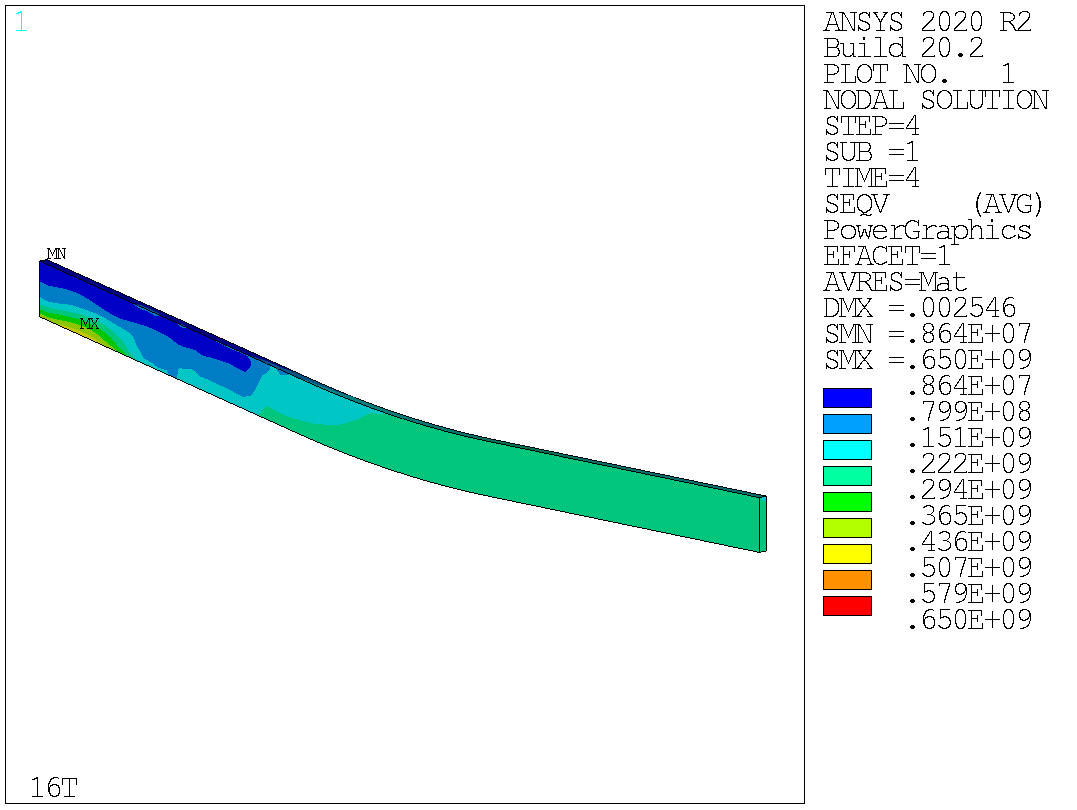 1
ANSYS 2020 R2
Build 20.2
PLOT NO.   1
NODAL SOLUTION
STEP=4
SUB =1
TIME=4
SEQV     (AVG)
PowerGraphics
EFACET=1
AVRES=Mat
DMX =.002546
SMN =.864E+07
SMX =.650E+09
.864E+07
.799E+08
.151E+09
.222E+09
.294E+09
.365E+09
.436E+09
.507E+09
.579E+09
.650E+09
MN
MX
16T